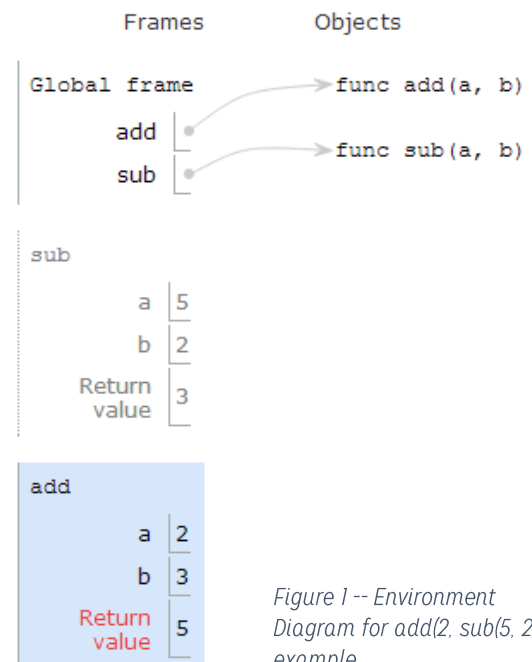 Frames Objects
Global frame func add(a, b)
add
sub func sub(a, b)
sub
a 5
b 2
Return
value 3
add
a 2
b 3
Return
value 5
Figure 1 -- Environment
Diagram for add(2, sub(5, 2
example